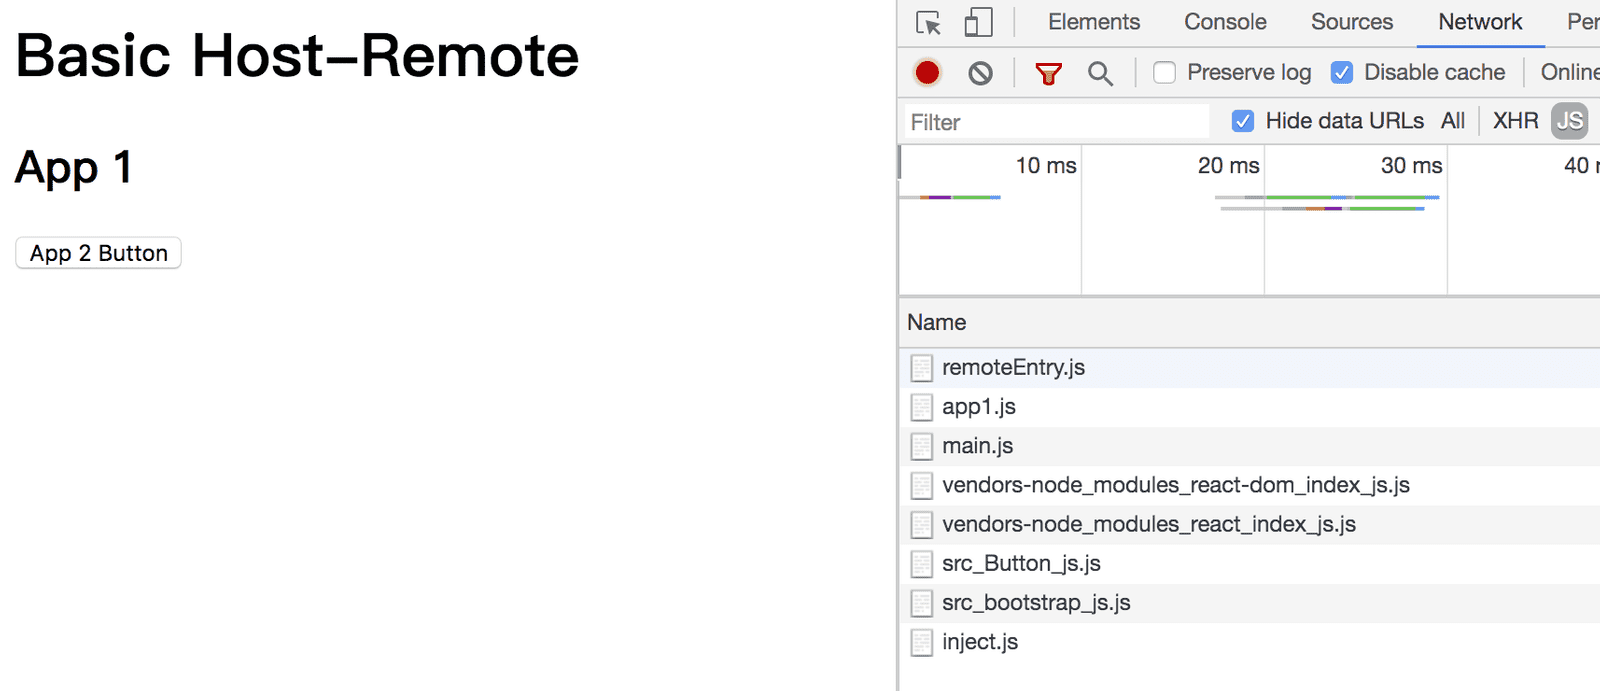 Basic Host-Remote
App 1
App 2 Button
Elements Console Sources Network Per
Preserve log Disable cache Online
Filter Hide data URLs All XHR JS
10 ms 20 ms 30 ms 40 r
Name
remoteEntry.js
app1.js
main.js
vendors-node_modules_react-dom_index_js.js
vendors-node_modules_react_index_js.js
src_Button_js.js
src_bootstrap_js.js
inject.js